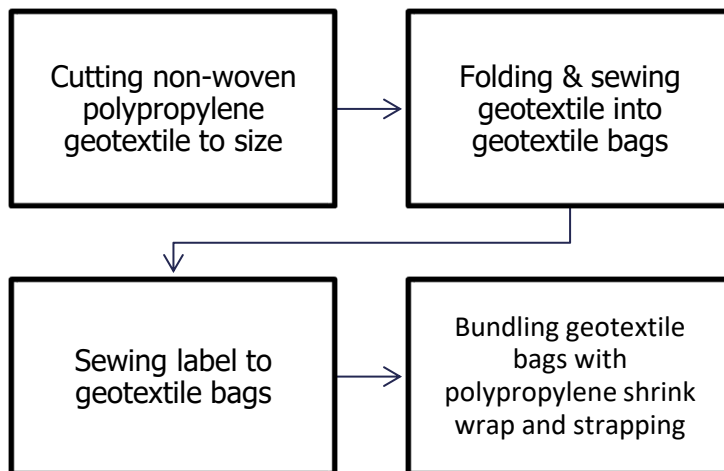 Cutting non-woven
polypropylene
geotextile to size
Folding & sewing
geotextile into
geotextile bags
Sewing label to
geotextile bags
Bundling geotextile
bags with
polypropylene shrink
wrap and strapping